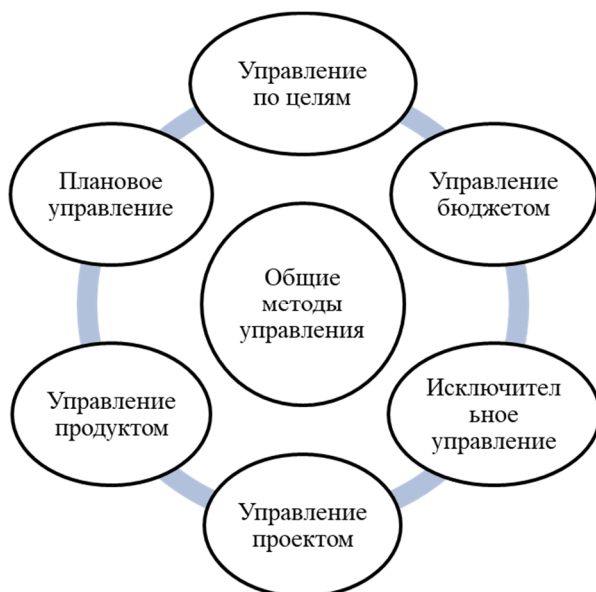 Управление
по целям
Плановое
управление
Управление
бюджетом
Общие
методы
управления
Управление
продуктом
Исключител
ьное
управление
Управление
проектом